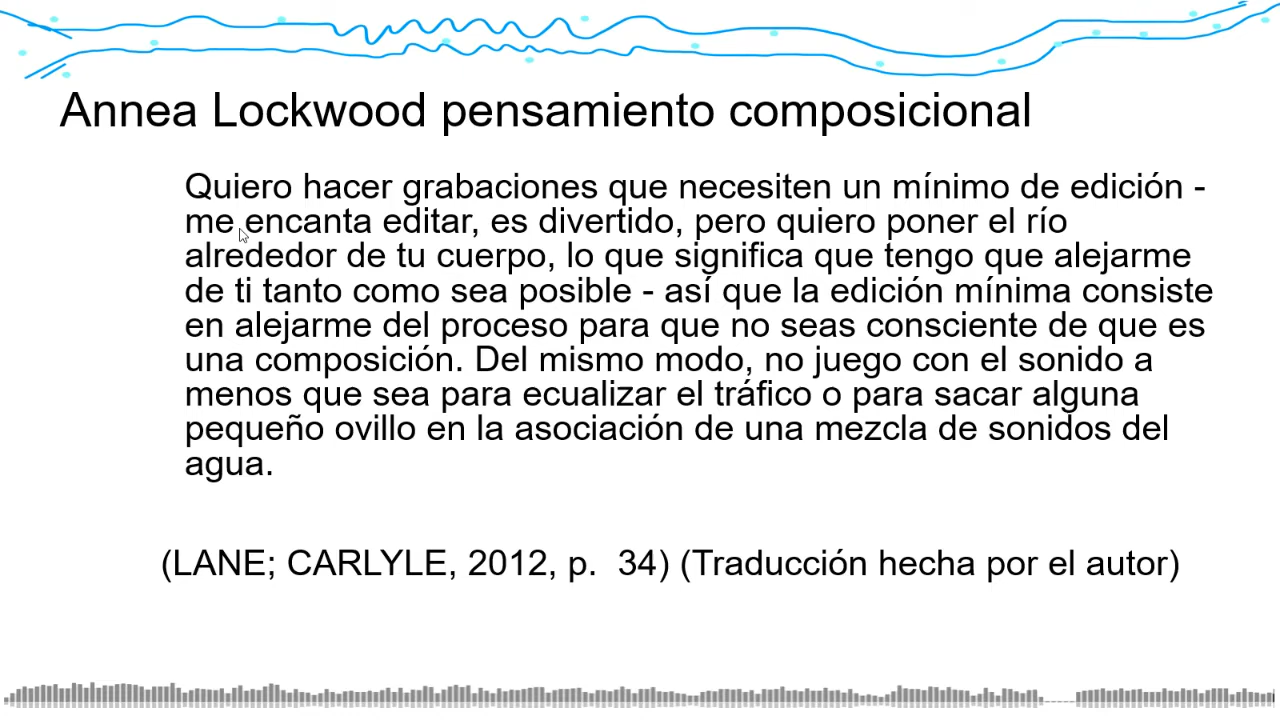 Annea Lockwood pensamiento composicional
Quiero hacer grabaciones que necesiten un mínimo de edición -
me encanta editar, es divertido, pero quiero poner el río
alrededor de tu cuerpo, lo que significa que tengo que alejarme
de ti tanto como sea posible - así que la edición mínima consiste
en alejarme del proceso para que no seas consciente de que es
una composición. Del mismo modo, no juego con el sonido a
menos que sea para ecualizar el tráfico o para sacar alguna
pequeño ovillo en la asociación de una mezcla de sonidos del
agua.
(LANE; CARLYLE, 2012, p.  34) (Traducción hecha por el autor)